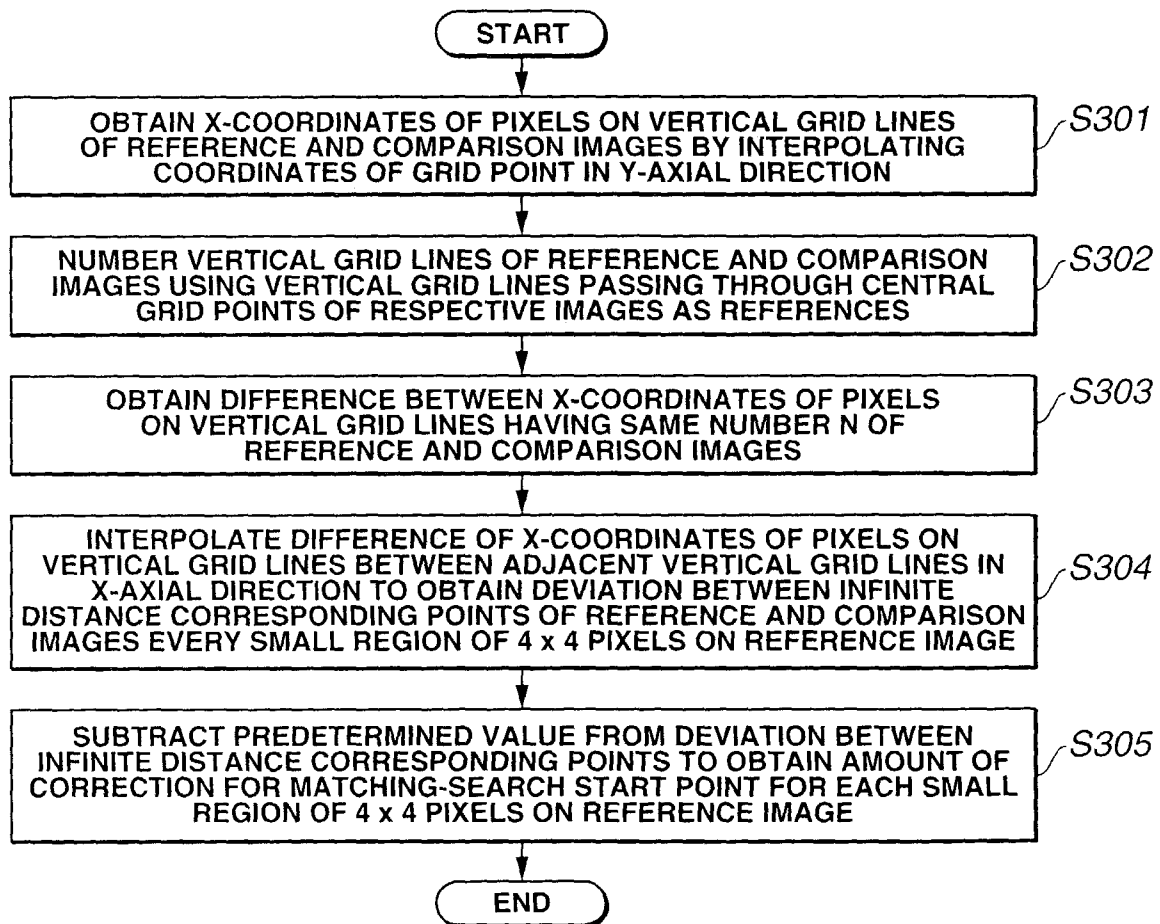 START
OBTAIN X-COORDINATES OF PIXELS ON VERTICAL GRID LINES
OF REFERENCE AND COMPARISON IMAGES BY INTERPOLATING
COORDINATES OF GRID POINT IN Y-AXIAL DIRECTION
S301
NUMBER VERTICAL GRID LINES OF REFERENCE AND COMPARISON
IMAGES USING VERTICAL GRID LINES PASSING THROUGH CENTRAL
GRID POINTS OF RESPECTIVE IMAGES AS REFERENCES
S302
OBTAIN DIFFERENCE BETWEEN X-COORDINATES OF PIXELS
ON VERTICAL GRID LINES HAVING SAME NUMBER N OF
REFERENCE AND COMPARISON IMAGES
S303
INTERPOLATE DIFFERENCE OF X-COORDINATES OF PIXELS ON
VERTICAL GRID LINES BETWEEN ADJACENT VERTICAL GRID LINES IN
X-AXIAL DIRECTION TO OBTAIN DEVIATION BETWEEN INFINITE
DISTANCE CORRESPONDING POINTS OF REFERENCE AND COMPARISON
IMAGES EVERY SMALL REGION OF 4 x 4 PIXELS ON REFERENCE IMAGE
S304
SUBTRACT PREDETERMINED VALUE FROM DEVIATION BETWEEN
INFINITE DISTANCE CORRESPONDING POINTS TO OBTAIN AMOUNT OF
CORRECTION FOR MATCHING-SEARCH START POINT FOR EACH SMALL
REGION OF 4 x 4 PIXELS ON REFERENCE IMAGE
S305
END